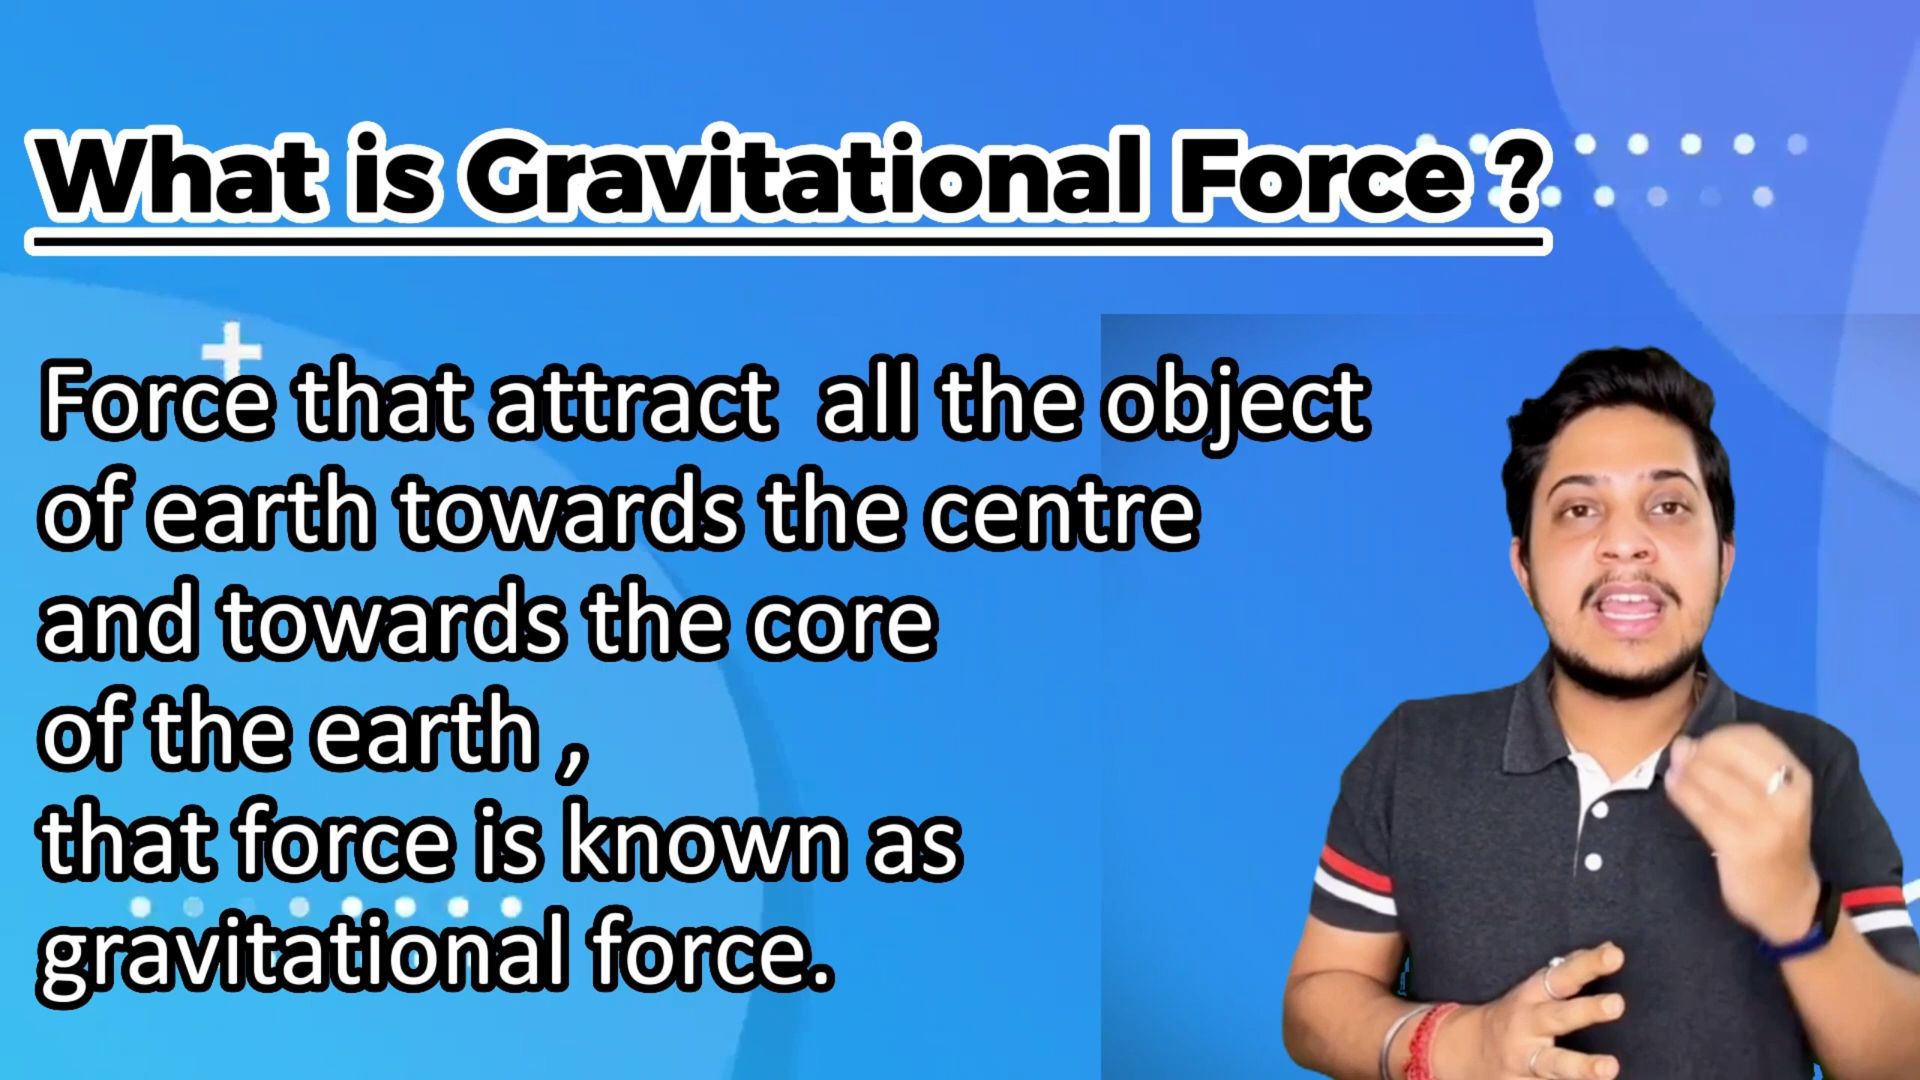 What is Gravitational Force ?
Force that attract  all the object
of earth towards the centre
and towards the core
of the earth ,
that force is known as
gravitational force.